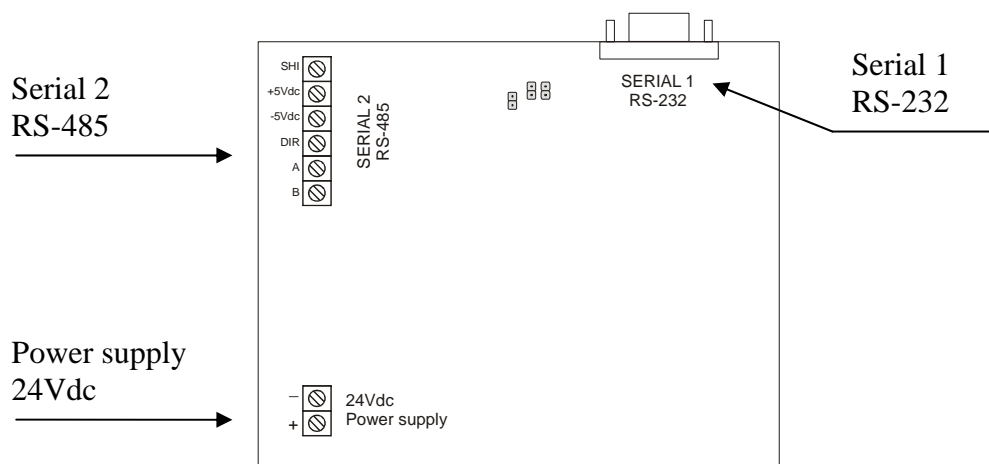 Serial 2
RS-485
SHI
+5Vdc
-5Vdc
DIR
A
B
SERIAL 2
RS-485
SERIAL 1
RS-232
Serial 1
RS-232
Power supply
24Vdc
–
+
24Vdc
Power supply